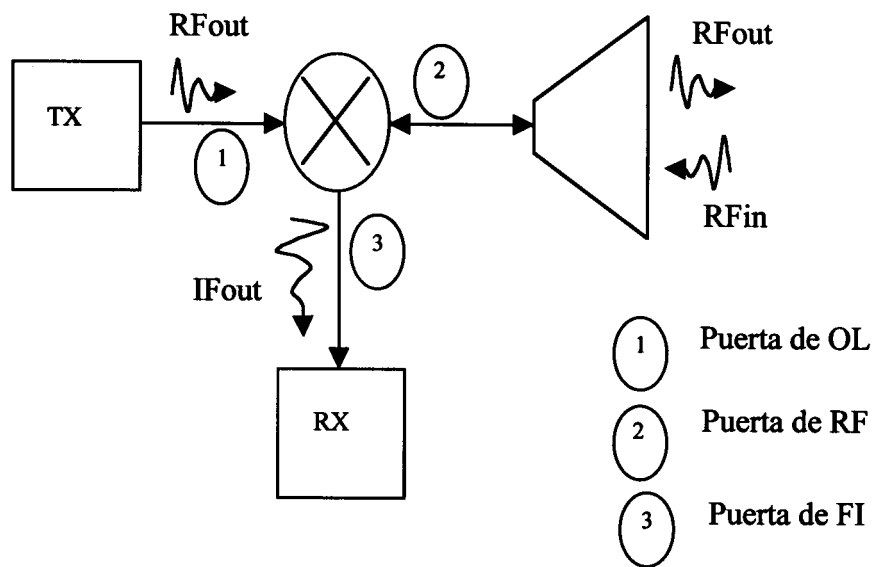 RFout
TX
1
2
RFout
RFin
3
IFout
RX
1 Puerta de OL
2 Puerta de RF
3 Puerta de FI